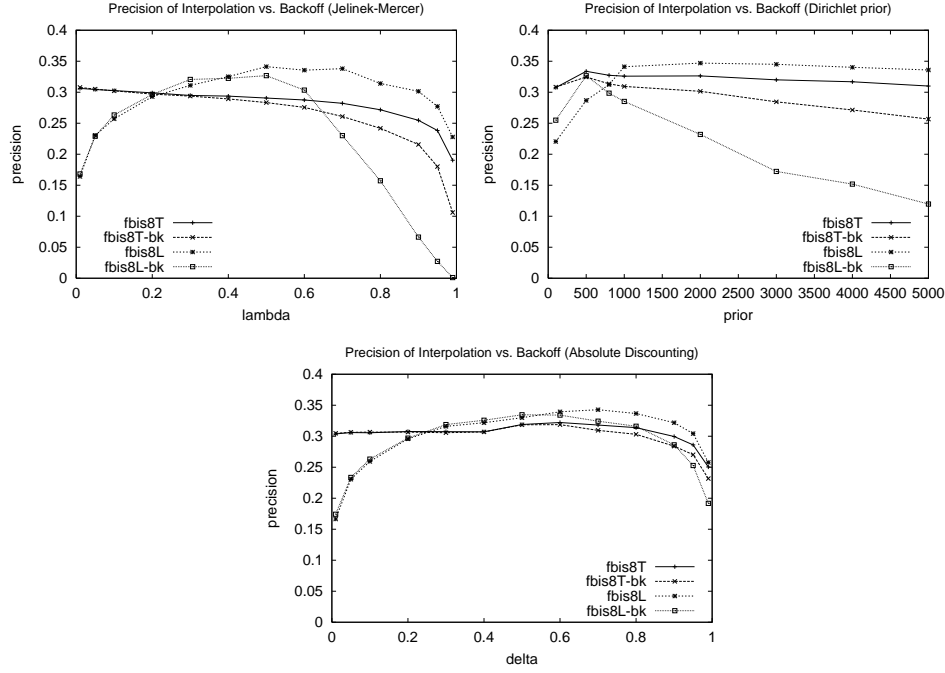 Precision of Interpolation vs. Backoff (Jelinek-Mercer)
0.4
0.35
0.3
0.25
0.2
0.15
0.1
0.05
0
precision
fbis8T
fbis8T-bk
fbis8L
fbis8L-bk
0 0.2 0.4 0.6 0.8 1
lambda
Precision of Interpolation vs. Backoff (Dirichlet prior)
0.4
0.35
0.3
0.25
0.2
0.15
0.1
0.05
0
precision
fbis8T
fbis8T-bk
fbis8L
fbis8L-bk
0 500 1000 1500 2000 2500 3000 3500 4000 4500 5000
prior
Precision of Interpolation vs. Backoff (Absolute Discounting)
0.4
0.35
0.3
0.25
0.2
0.15
0.1
0.05
0
precision
fbis8T
fbis8T-bk
fbis8L
fbis8L-bk
0 0.2 0.4 0.6 0.8 1
delta